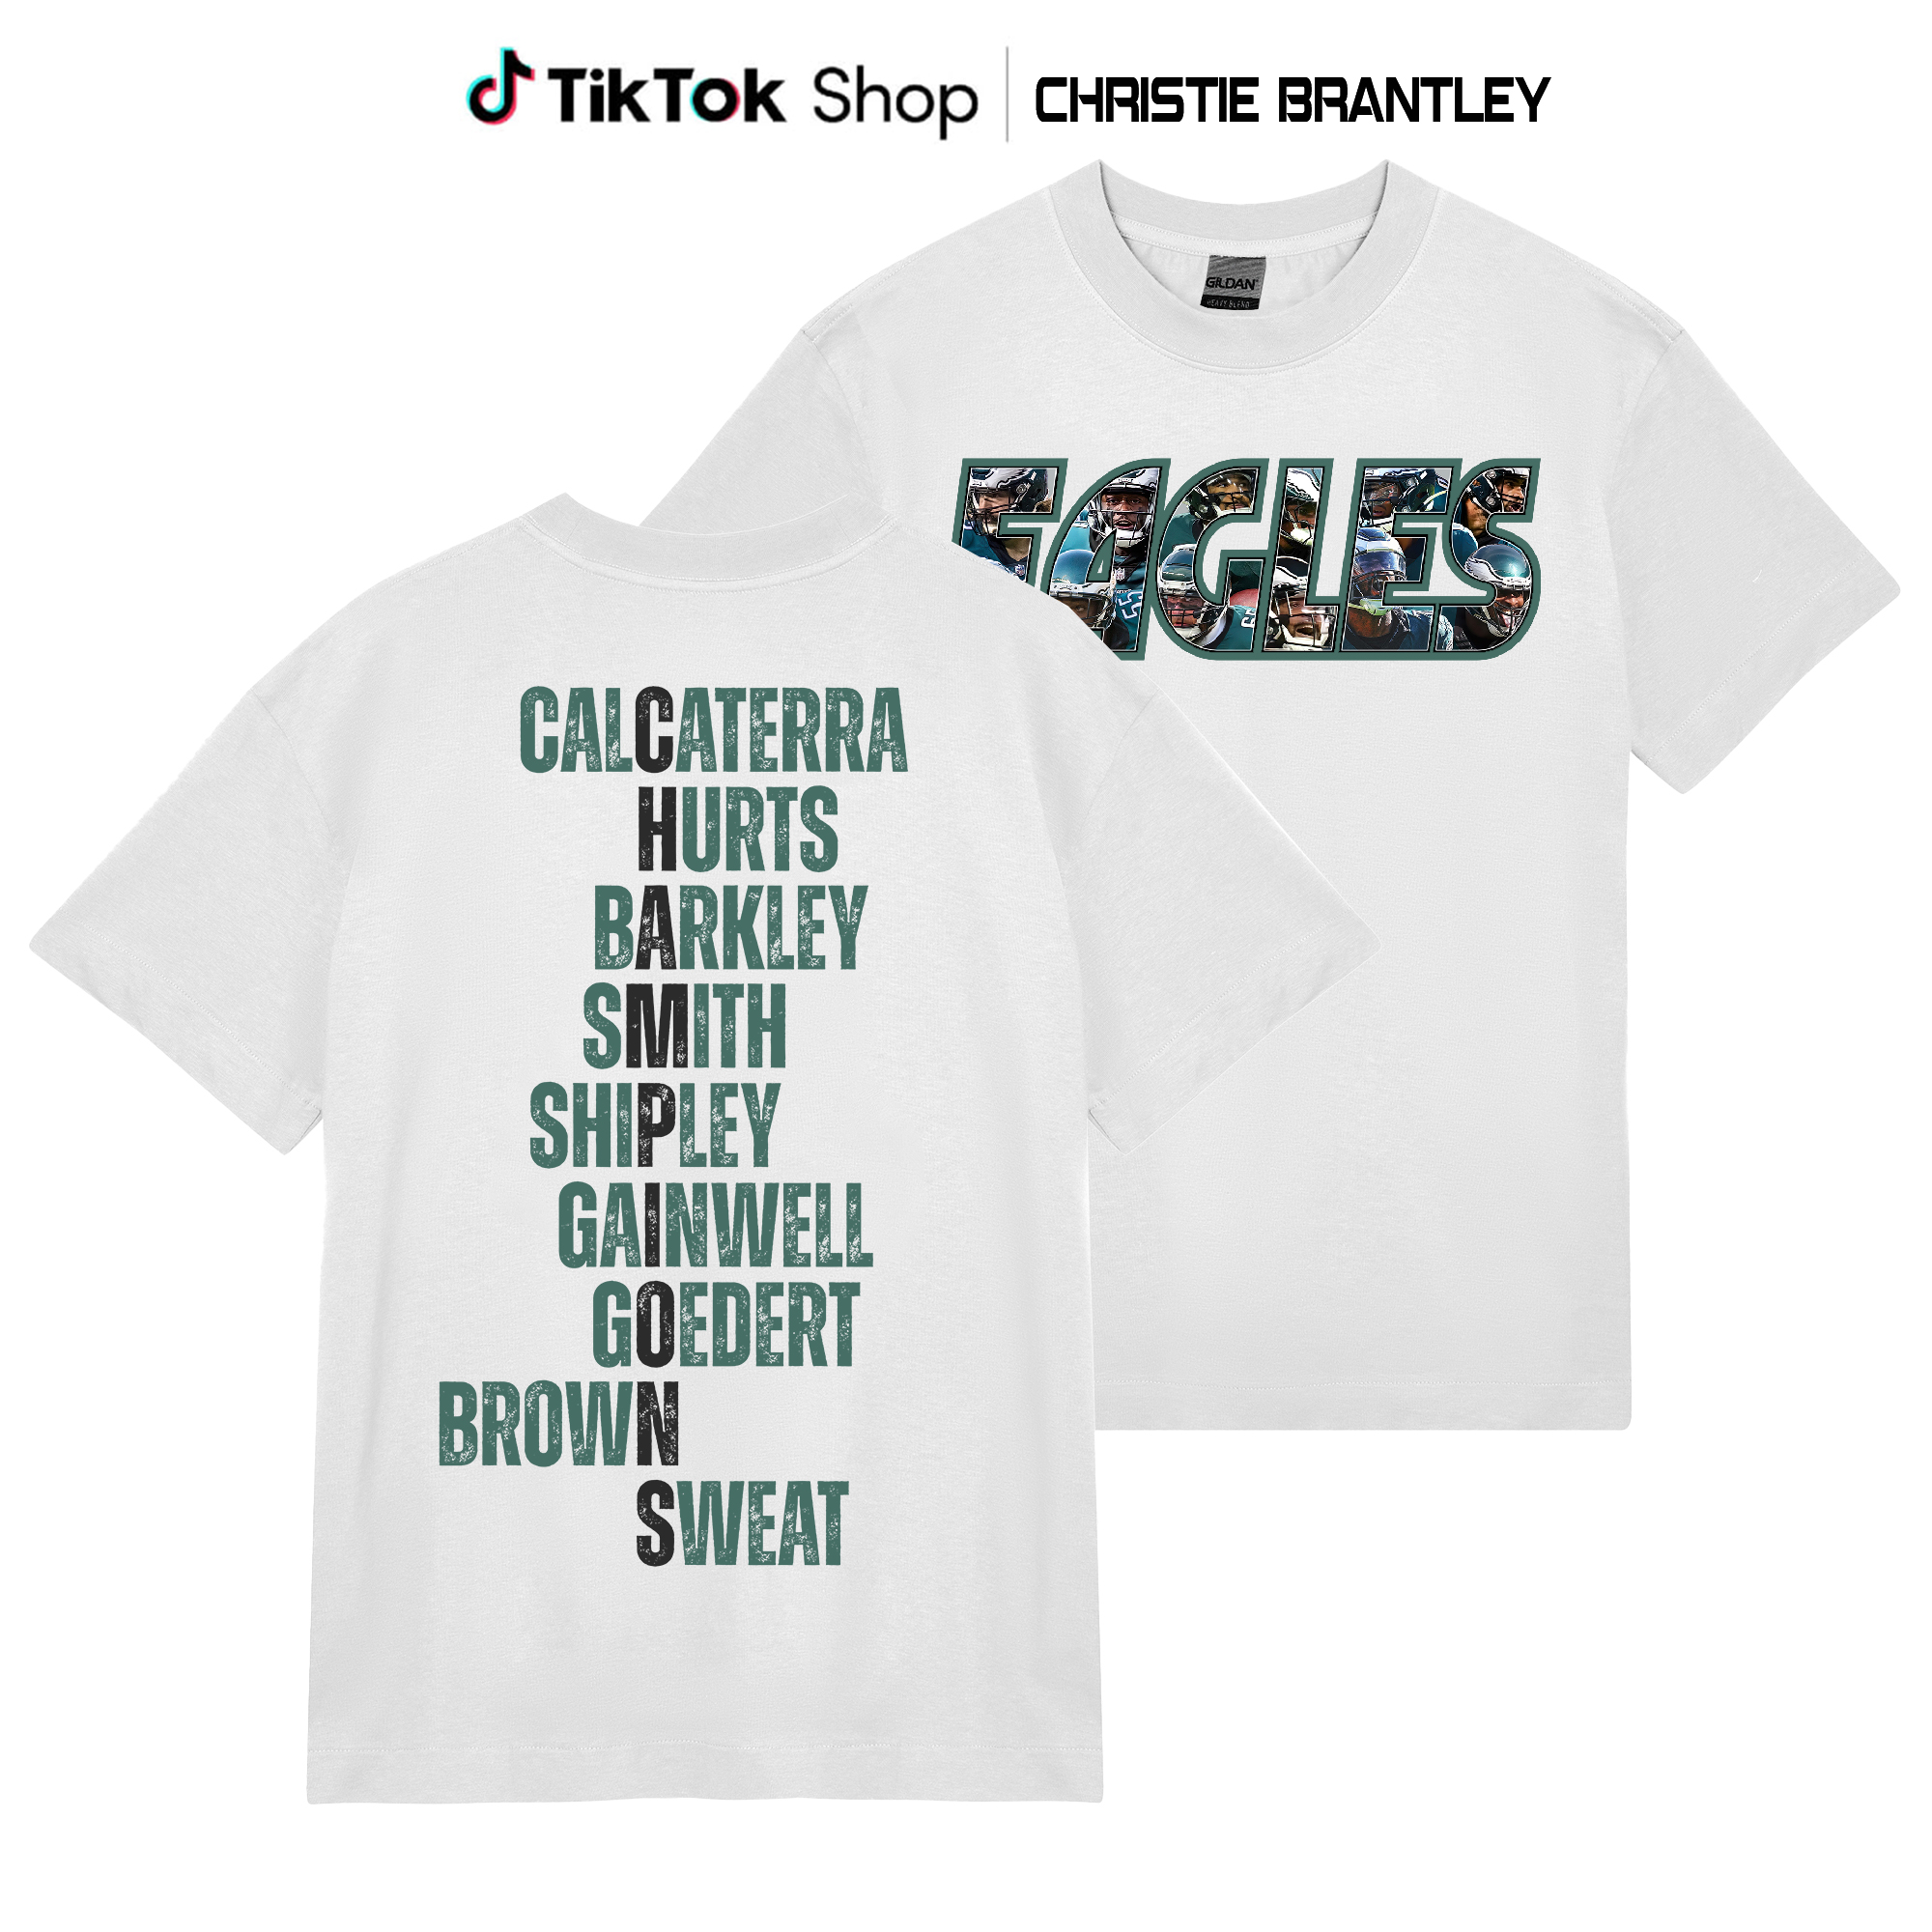 TikTok Shop | CHRISTIE BRANTLEY
GILDAN
HEAVY BLEND
EAGLES
CALCATERRA
HURTS
BARKLEY
SMITH
SHIPLEY
GAINWELL
GOEDERT
BROWN
SWEAT